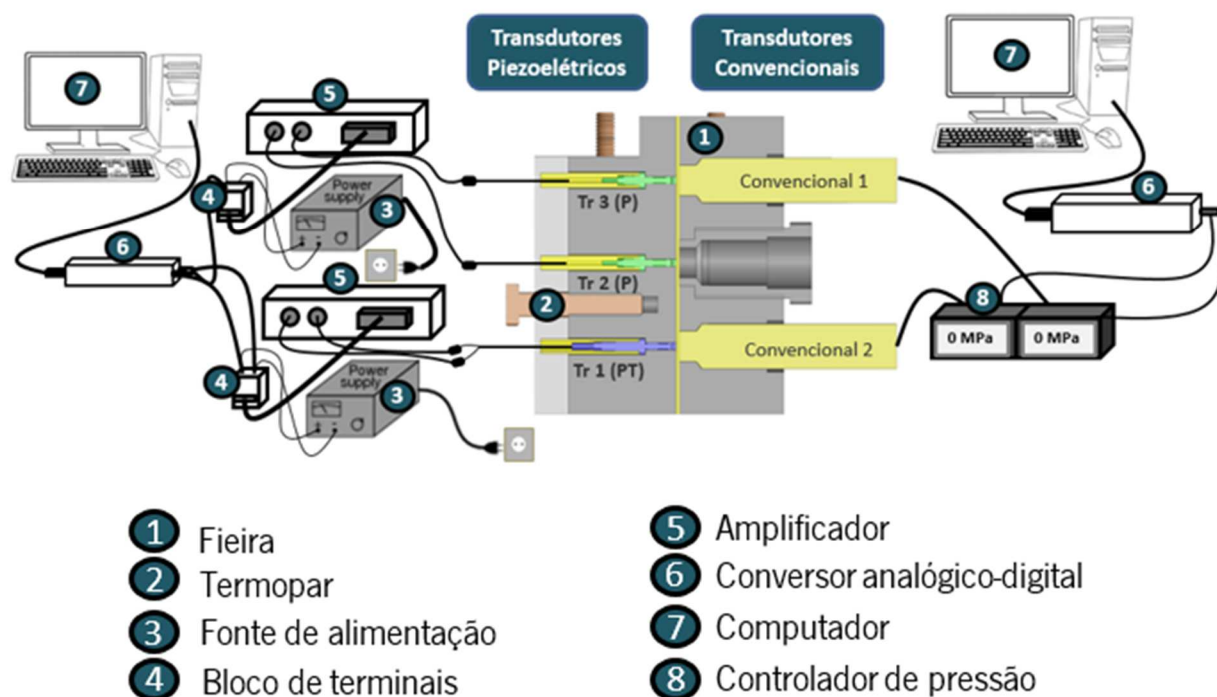 Transdutores
Piezoelétricos
Transdutores
Convencionais
7
5
1
7
4
Power
supply
3
Tr 3 (P)
Convencional 1
6
6
5
Tr 2 (P)
2
8
0 MPa
0 MPa
4
Power
supply
3
Tr 1 (PT)
Convencional 2
1 Fieira
2 Termopar
3 Fonte de alimentação
4 Bloco de terminais
5 Amplificador
6 Conversor analógico-digital
7 Computador
8 Controlador de pressão